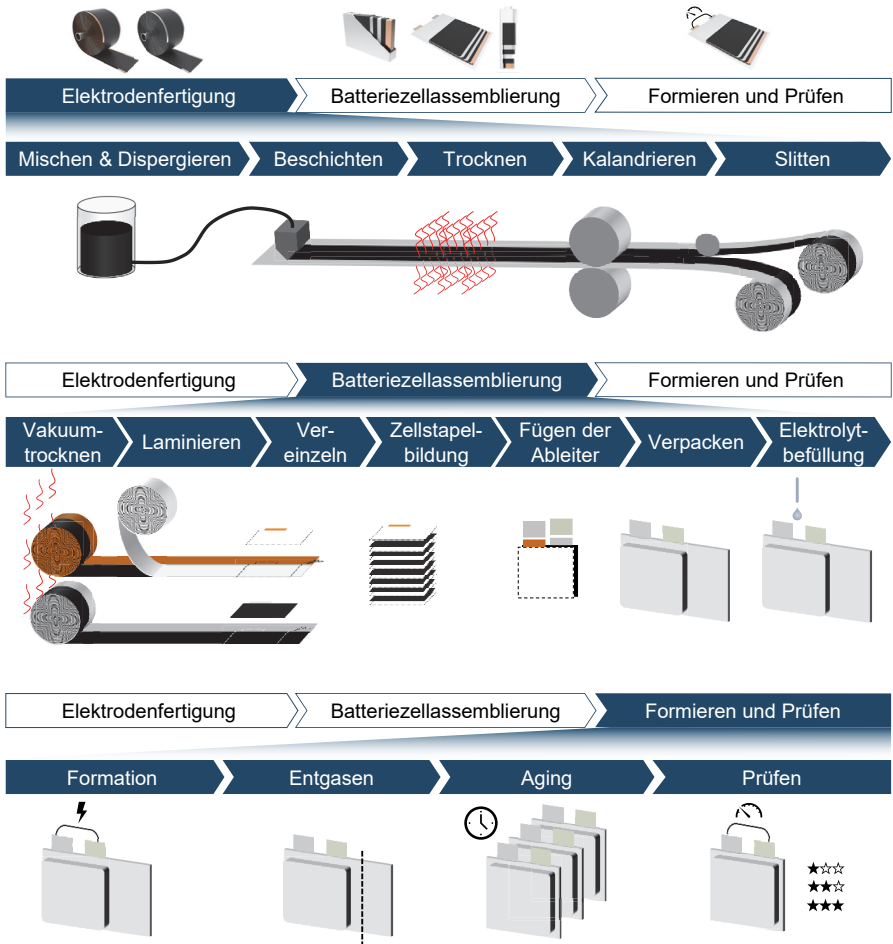 Elektrodenfertigung
Batteriezellassemblierung
Formieren und Prüfen
Mischen & Dispergieren
Beschichten
Trocknen
Kalandrieren
Slitten
Elektrodenfertigung
Batteriezellassemblierung
Formieren und Prüfen
Vakuum-
trocknen
Laminieren
Ver-
einzeln
Zellstapel-
bildung
Fügen der
Ableiter
Verpacken
Elektrolyt-
befüllung
Elektrodenfertigung
Batteriezellassemblierung
Formieren und Prüfen
Formation
Entgasen
Aging
Prüfen